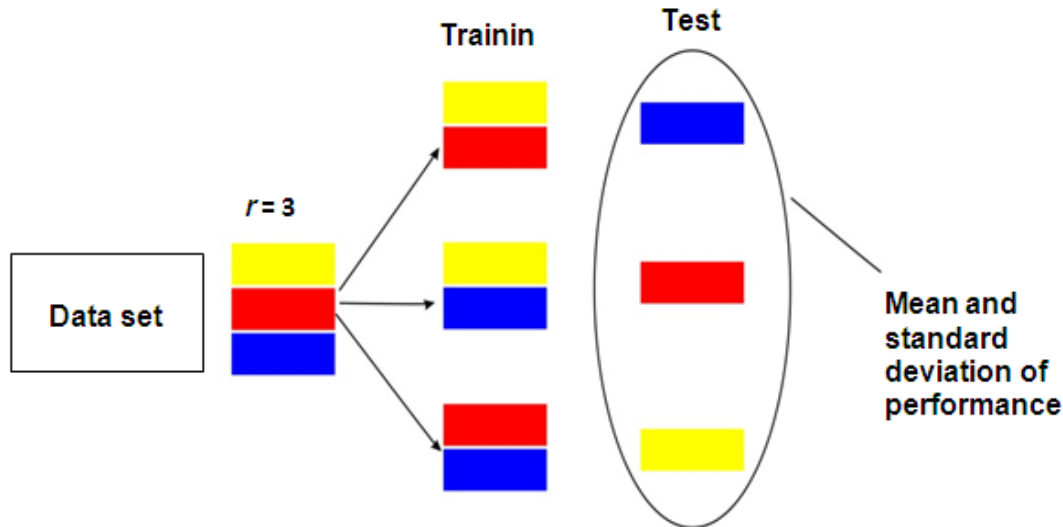 Trainin
Test
r = 3
Data set
Mean and
standard
deviation of
performance